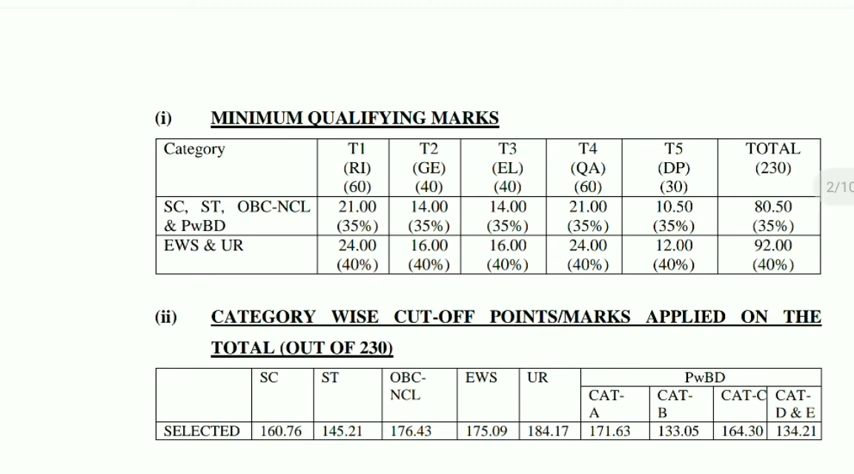 (i) MINIMUM QUALIFYING MARKS
Category T1 T2 T3 T4 T5 TOTAL
(RI) (GE) (EL) (QA) (DP) (230)
(60) (40) (40) (60) (30)
SC, ST, OBC-NCL 21.00 14.00 14.00 21.00 10.50 80.50
& PwBD (35%) (35%) (35%) (35%) (35%) (35%)
EWS & UR 24.00 16.00 16.00 24.00 12.00 92.00
(40%) (40%) (40%) (40%) (40%) (40%)
2/10
(ii) CATEGORY WISE CUT-OFF POINTS/MARKS APPLIED ON THE
TOTAL (OUT OF 230)
SC ST OBC- EWS UR PwBD
NCL CAT- CAT- CAT-C CAT-
A B D & E
SELECTED 160.76 145.21 176.43 175.09 184.17 171.63 133.05 164.30 134.21